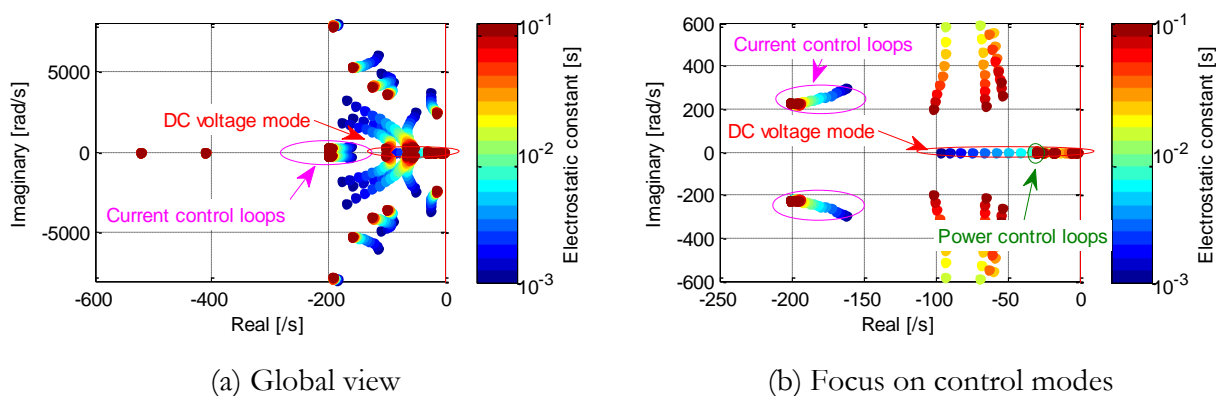 Imaginary [rad/s]
5000
0
-5000
-600
-400
-200
0
Real [/s]
DC voltage mode
Current control loops
10⁻¹
10⁻²
10⁻³
Electrostatic constant [s]
(a) Global view
Imaginary [rad/s]
600
400
200
0
-200
-400
-600
-250
-200
-150
-100
-50
0
Real [/s]
Current control loops
DC voltage mode
Power control loops
10⁻¹
10⁻²
10⁻³
Electrostatic constant [s]
(b) Focus on control modes